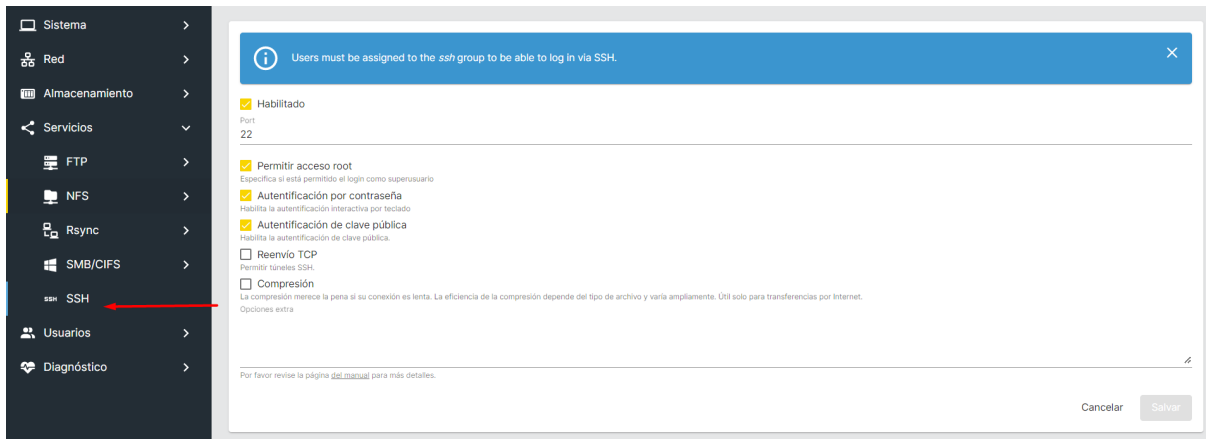 Sistema
Red
Almacenamiento
Servicios
FTP
NFS
Rsync
SMB/CIFS
SSH SSH
Usuarios
Diagnóstico
Users must be assigned to the ssh group to be able to log in via SSH.
Habilitado
Port
22
Permitir acceso root
Especifica si está permitido el login como superusuario
Autentificación por contraseña
Habilita la autentificación interactiva por teclado
Autentificación de clave pública
Habilita la autentificación de clave pública.
Reenvío TCP
Permitir túneles SSH.
Compresión
La compresión merece la pena si su conexión es lenta. La eficiencia de la compresión depende del tipo de archivo y varía ampliamente. Útil solo para transferencias por Internet.
Opciones extra
Por favor revise la página del manual para más detalles.
Cancelar
Salvar